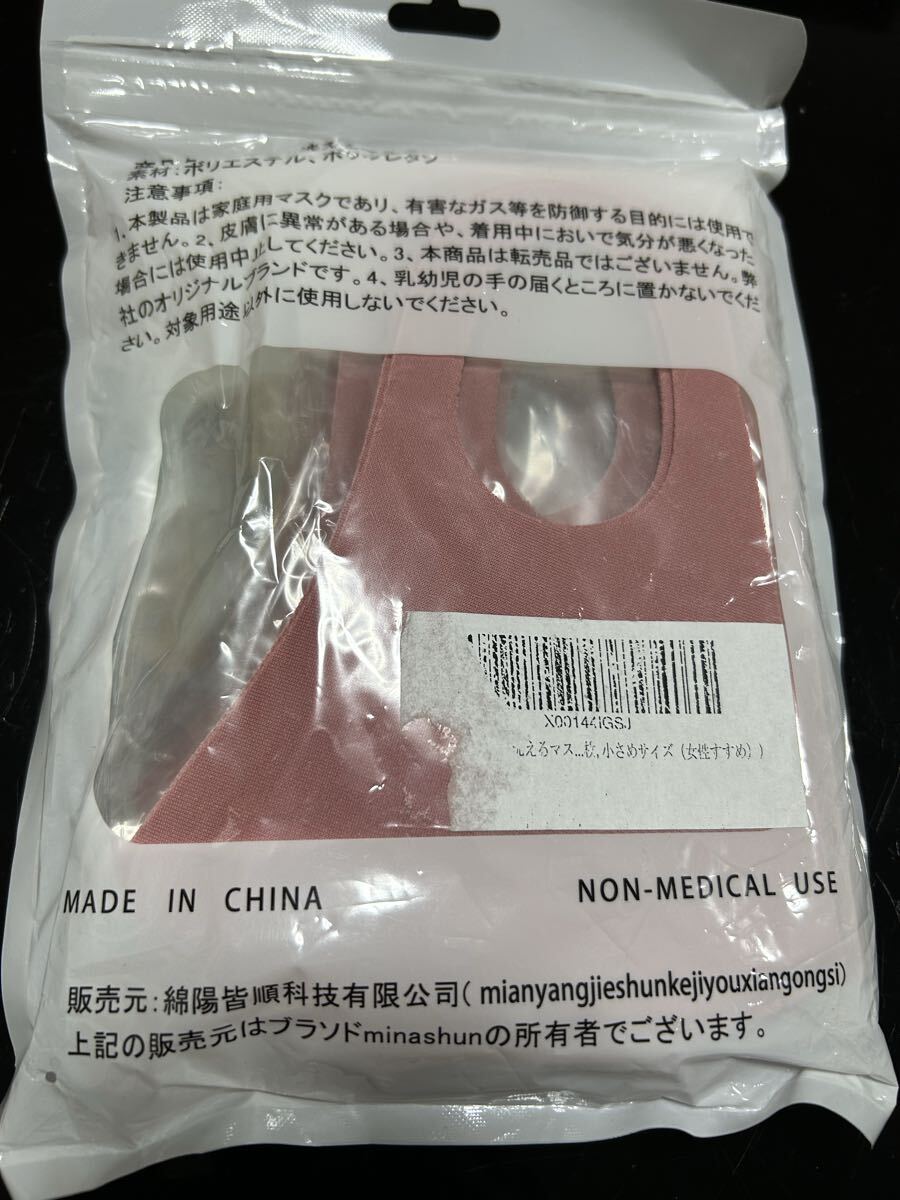 素材：ポリエステル、ポリウレタン
注意事項：
1、本製品は家庭用マスクであり、有害なガス等を防御する目的には使用で
きません。2、皮膚に異常がある場合や、着用中において気分が悪くなった
場合には使用中止してください。3、本商品は転売品ではございません。弊
社のオリジナルブランドです。4、乳幼児の手の届くところに置かないでくだ
さい。対象用途以外に使用しないでください。
X00144IGSJ
洗えるマス...枚,小さめサイズ（女性すすめ））
MADE IN CHINA
NON-MEDICAL USE
販売元：綿陽皆順科技有限公司( mianyangjieshunkejiyouxiangongsi)
上記の販売元はブラソドminashunの所有者でございます。